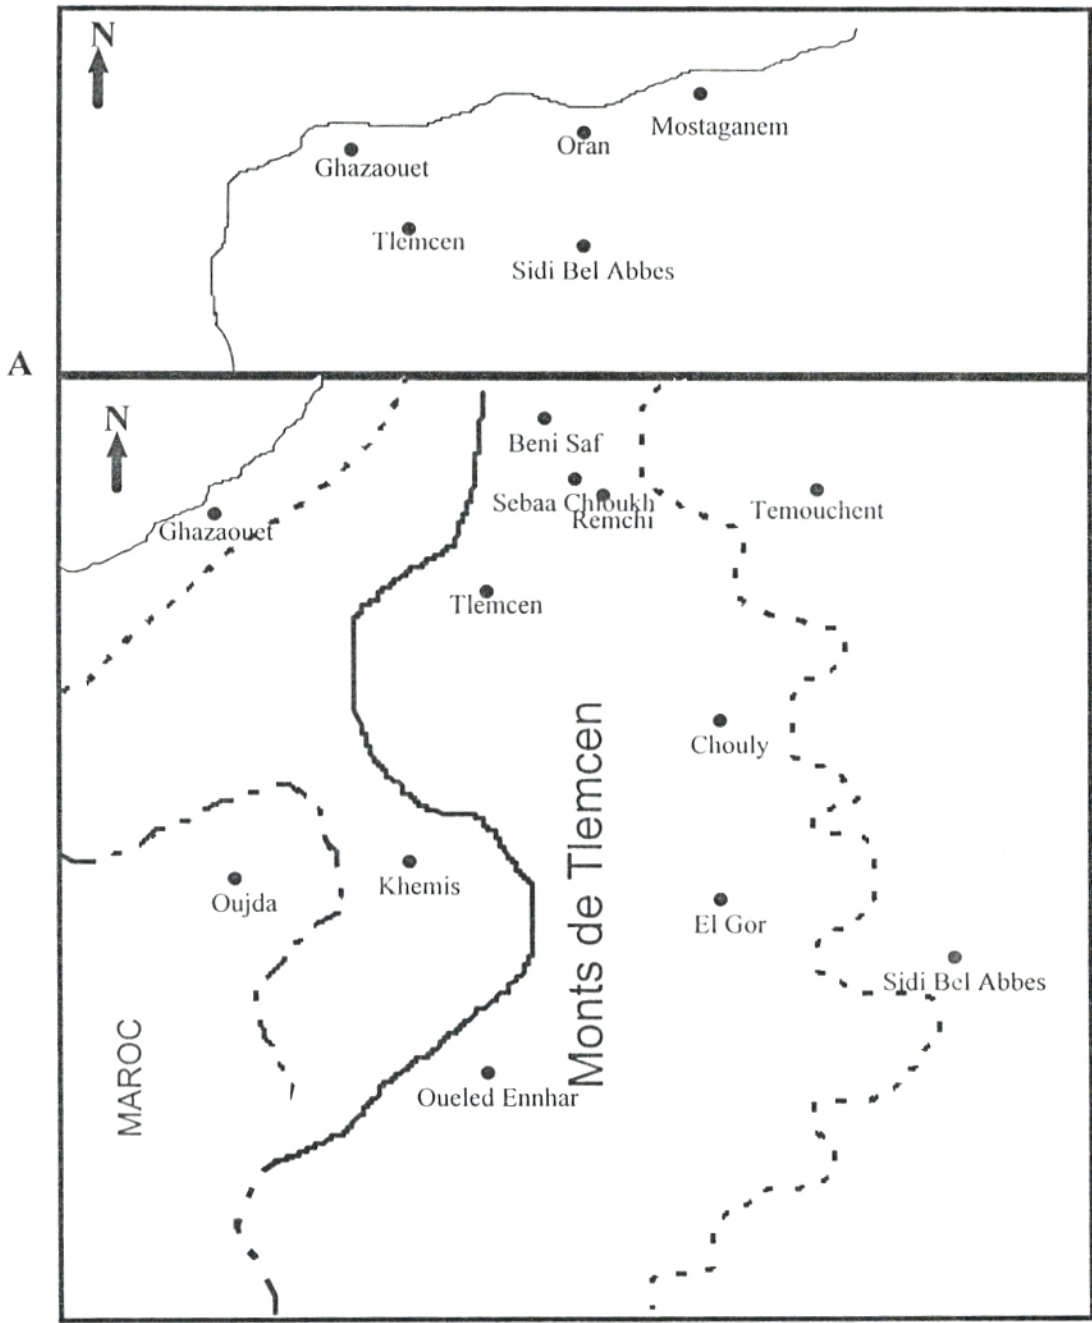 N
Mostaganem
Oran
Ghazaouet
Tlemcen
Sidi Bel Abbes
A
N
Beni Saf
Sebaa Chioukh
Remchi
Temouchent
Ghazaouet
Tlemcen
Chouly
Monts de Tlemcen
Khemis
Oujda
El Gor
Sidi Bel Abbes
MAROC
Oueled Ennhar